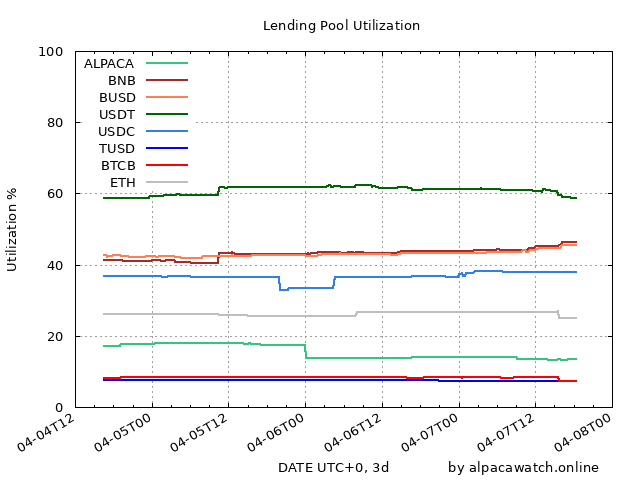 Lending Pool Utilization
Utilization %
100
80
60
40
20
0
ALPACA
BNB
BUSD
USDT
USDC
TUSD
BTCB
ETH
04-04T12
04-05T00
04-05T12
04-06T00
04-06T12
04-07T00
04-07T12
04-08T00
DATE UTC+0, 3d
by alpacawatch.online